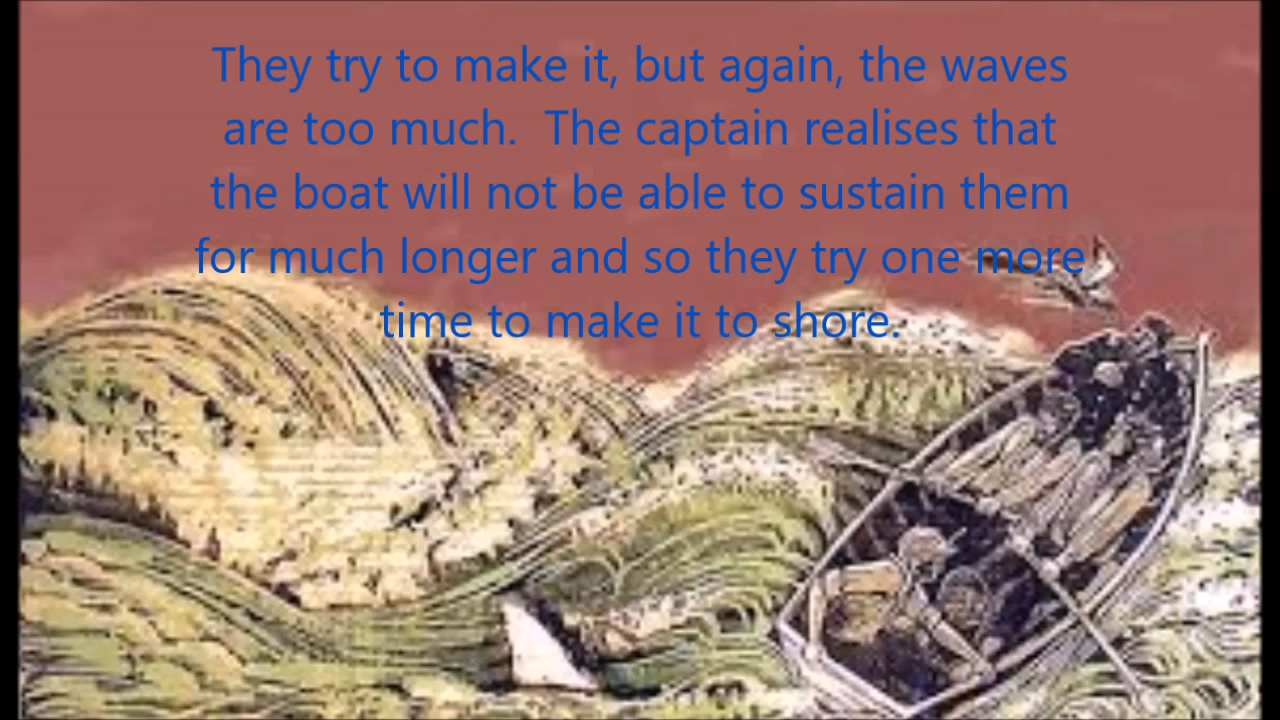 They try to make it, but again, the waves
are too much.  The captain realises that
the boat will not be able to sustain them
for much longer and so they try one more
time to make it to shore.